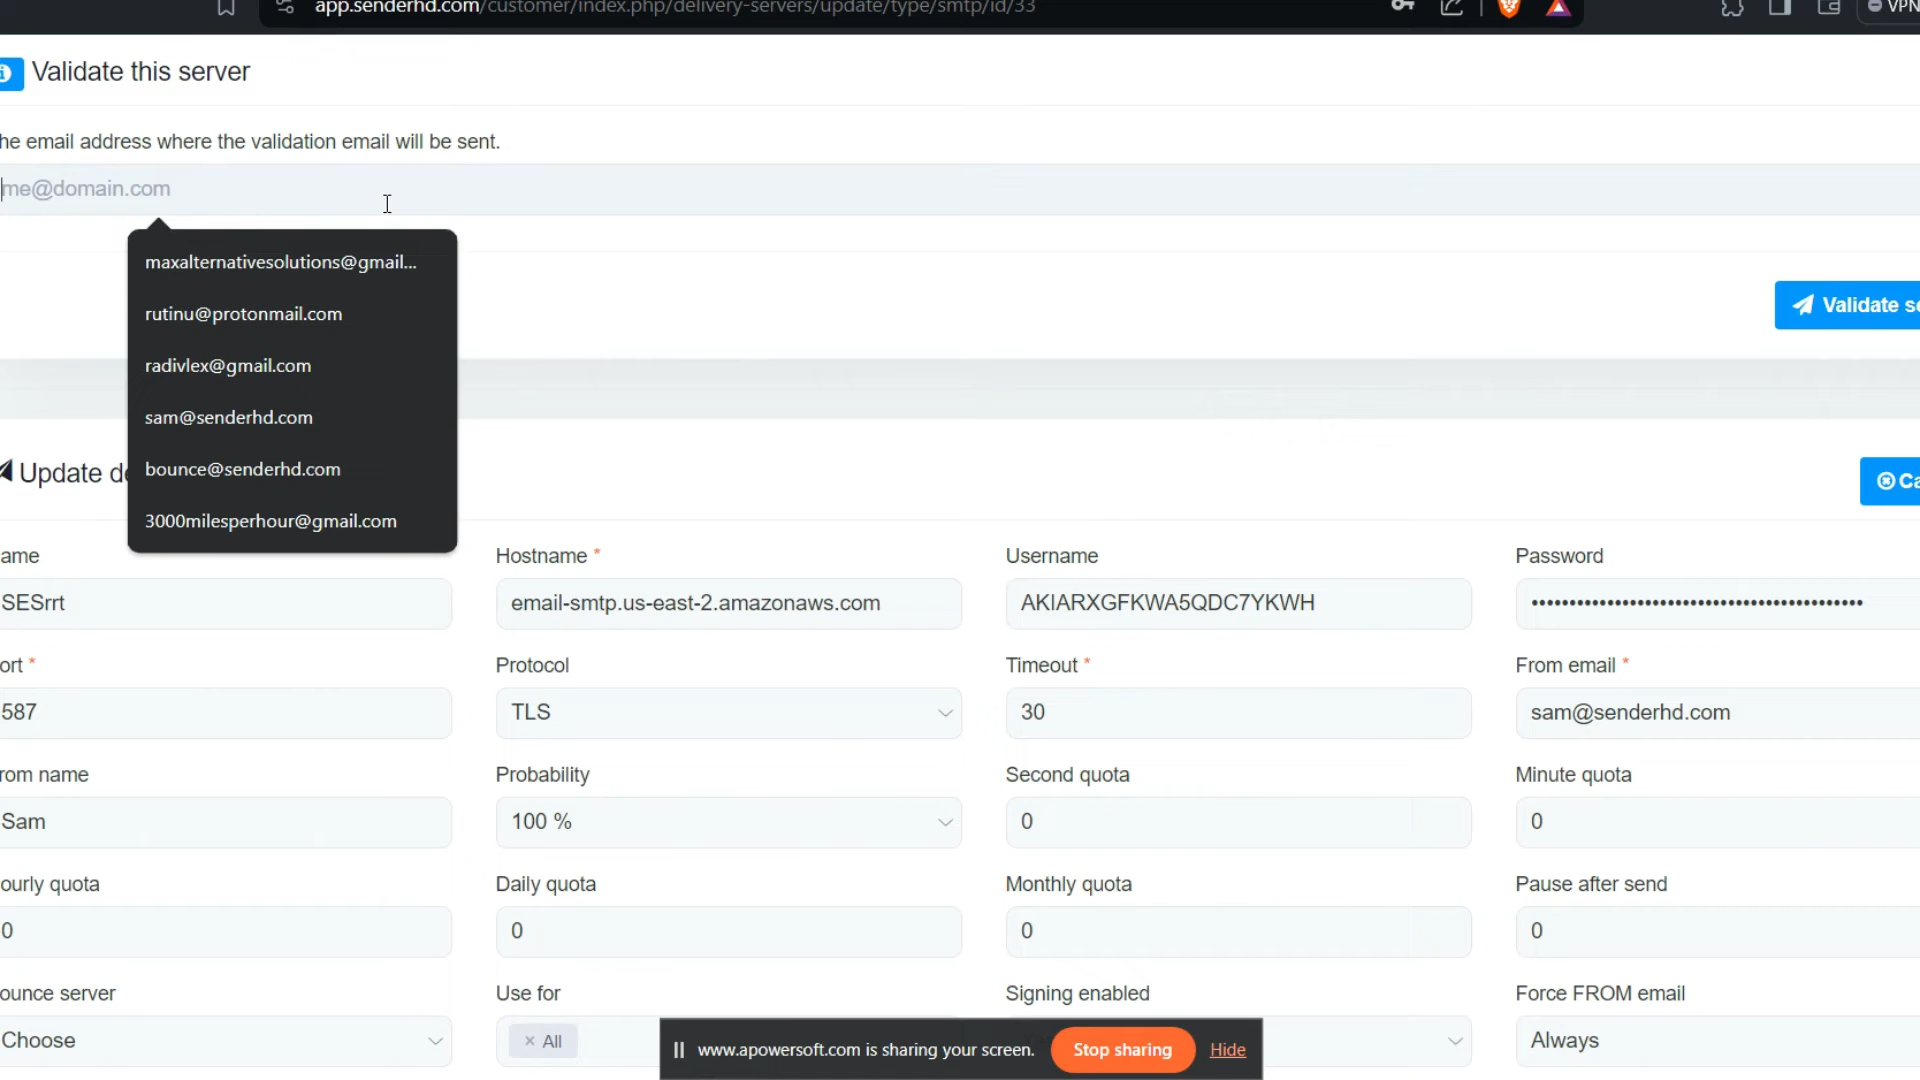 app.senderhd.com/customer/index.php/delivery-servers/update/type/smtp/id/33
VPN
Validate this server
he email address where the validation email will be sent.
me@domain.com
maxalternativesolutions@gmail...
rutinu@protonmail.com
radivlex@gmail.com
sam@senderhd.com
bounce@senderhd.com
3000milesperhour@gmail.com
Validate se
Update de
Ca
ame
Hostname *
Username
Password
SESrrt
email-smtp.us-east-2.amazonaws.com
AKIARXGFKWA5QDC7YKWH
••••••••••••••••••••••••••••••••••••••••••••
ort *
Protocol
Timeout *
From email *
587
TLS
30
sam@senderhd.com
rom name
Probability
Second quota
Minute quota
Sam
100 %
0
0
ourly quota
Daily quota
Monthly quota
Pause after send
0
0
0
0
ounce server
Use for
Signing enabled
Force FROM email
Choose
× All
Always
www.apowersoft.com is sharing your screen.
Stop sharing
Hide